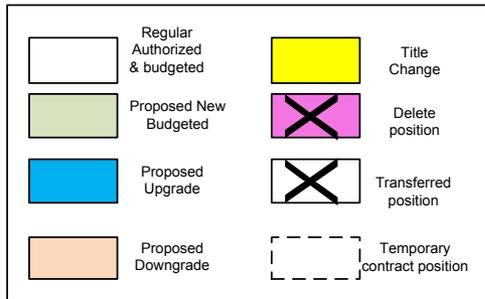 Regular
Authorized
& budgeted
Title
Change
Proposed New
Budgeted
Delete
position
Proposed
Upgrade
Transferred
position
Proposed
Downgrade
Temporary
contract position